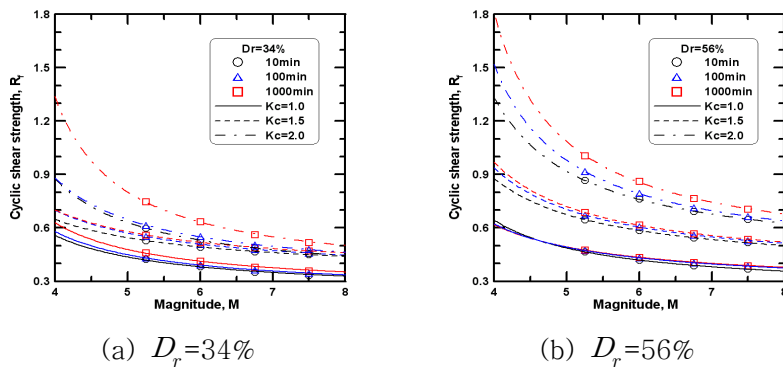 1.8
1.5
1.2
0.9
0.6
0.3
Cyclic shear strength, Rf
Dr=34%
10min
100min
1000min
Kc=1.0
Kc=1.5
Kc=2.0
4 5 6 7 8
Magnitude, M
(a) Dr=34%
1.8
1.5
1.2
0.9
0.6
0.3
Cyclic shear strength, Rf
Dr=56%
10min
100min
1000min
Kc=1.0
Kc=1.5
Kc=2.0
4 5 6 7 8
Magnitude, M
(b) Dr=56%